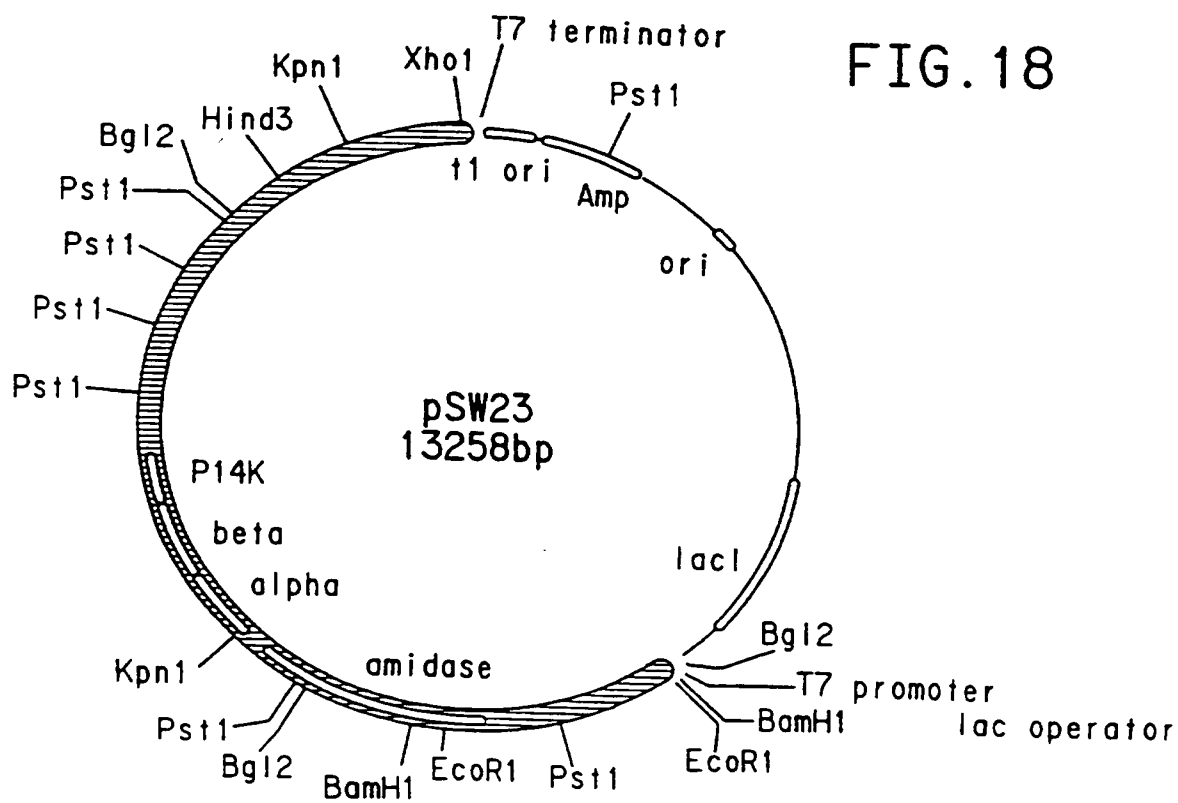 FIG.18
T7 terminator
Xho1
Kpn1
Pst1
Hind3
Bgl2
t1 ori
Amp
Pst1
Pst1
ori
Pst1
Pst1
pSW23
13258bp
P14K
beta
lacI
alpha
Bgl2
amidase
Kpn1
T7 promoter
BamH1
lac operator
Pst1
EcoR1
Bgl2
BamH1
EcoR1
Pst1